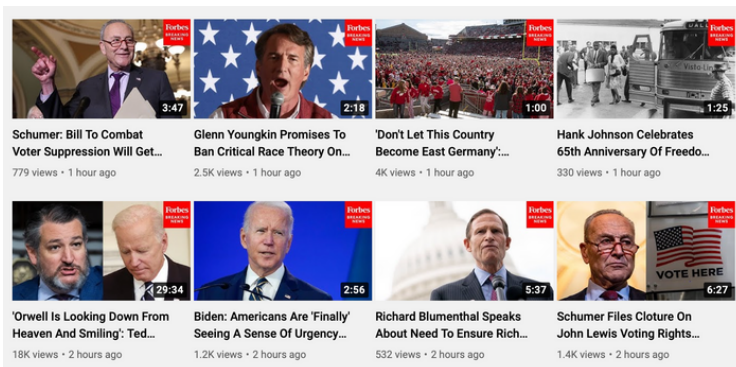 Forbes
BREAKING
NEWS
3:47
Forbes
BREAKING
NEWS
2:18
Forbes
BREAKING
NEWS
1:00
Vista-Lin
Forbes
BREAKING
NEWS
1:25
Schumer: Bill To Combat
Voter Suppression Will Get...
779 views • 1 hour ago
Glenn Youngkin Promises To
Ban Critical Race Theory On...
2.5K views • 1 hour ago
'Don't Let This Country
Become East Germany':...
4K views • 1 hour ago
Hank Johnson Celebrates
65th Anniversary Of Freedo...
330 views • 1 hour ago
Forbes
BREAKING
NEWS
29:34
Forbes
BREAKING
NEWS
2:56
Forbes
BREAKING
NEWS
5:37
VOTE HERE
Forbes
BREAKING
NEWS
6:27
'Orwell Is Looking Down From
Heaven And Smiling': Ted...
18K views • 2 hours ago
Biden: Americans Are 'Finally'
Seeing A Sense Of Urgency...
1.2K views • 2 hours ago
Richard Blumenthal Speaks
About Need To Ensure Rich...
532 views • 2 hours ago
Schumer Files Cloture On
John Lewis Voting Rights...
1.4K views • 2 hours ago